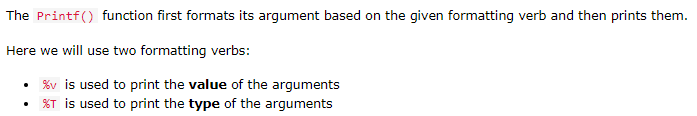 The Printf() function first formats its argument based on the given formatting verb and then prints them.
Here we will use two formatting verbs:
• %v is used to print the value of the arguments
• %T is used to print the type of the arguments